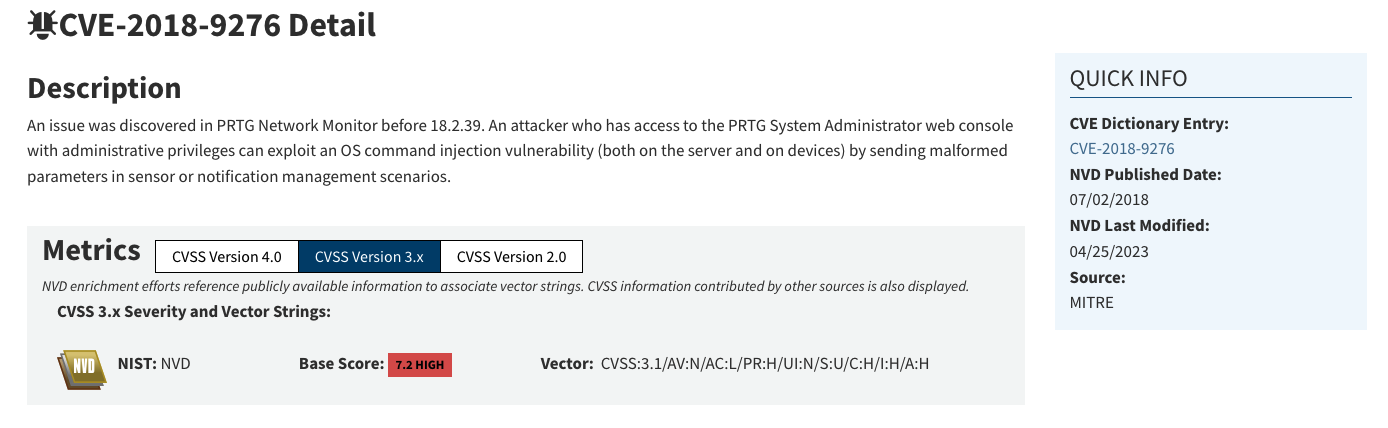 CVE-2018-9276 Detail
Description
An issue was discovered in PRTG Network Monitor before 18.2.39. An attacker who has access to the PRTG System Administrator web console
with administrative privileges can exploit an OS command injection vulnerability (both on the server and on devices) by sending malformed
parameters in sensor or notification management scenarios.
Metrics
CVSS Version 4.0
CVSS Version 3.x
CVSS Version 2.0
NVD enrichment efforts reference publicly available information to associate vector strings. CVSS information contributed by other sources is also displayed.
CVSS 3.x Severity and Vector Strings:
NVD
NIST: NVD
Base Score: 7.2 HIGH
Vector: CVSS:3.1/AV:N/AC:L/PR:H/UI:N/S:U/C:H/I:H/A:H
QUICK INFO
CVE Dictionary Entry:
CVE-2018-9276
NVD Published Date:
07/02/2018
NVD Last Modified:
04/25/2023
Source:
MITRE